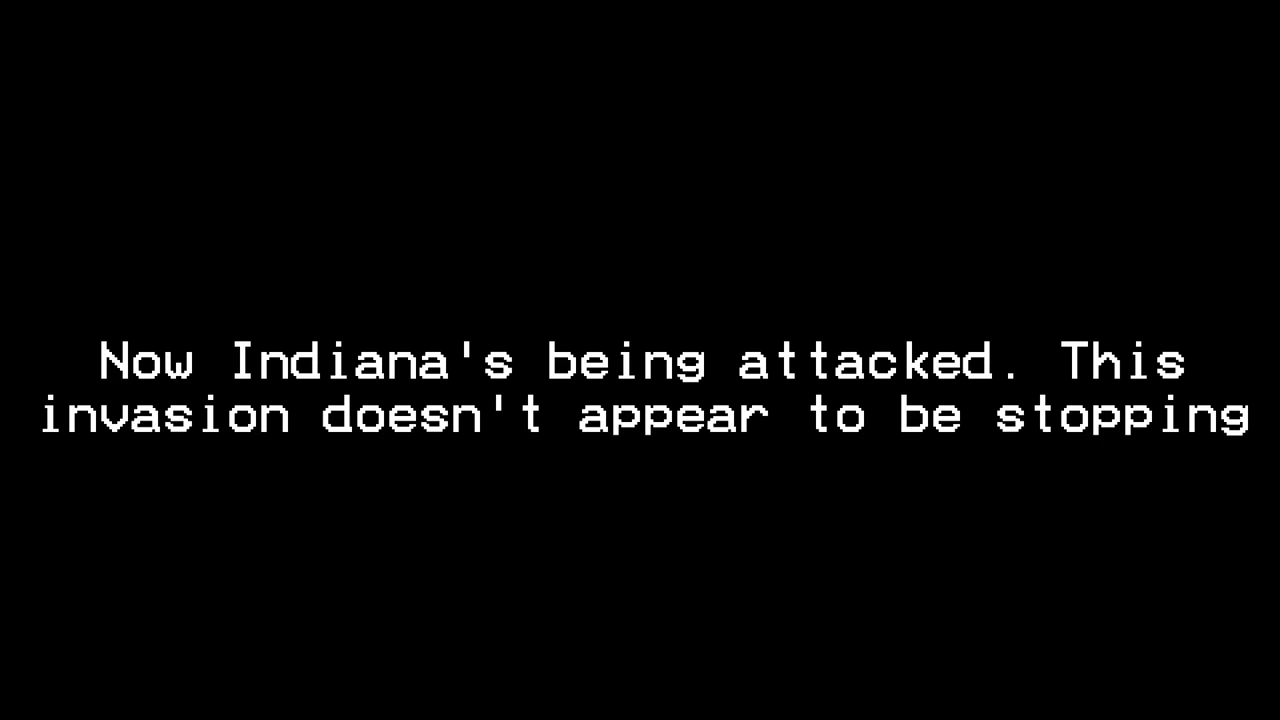 Now Indiana's being attacked. This
invasion doesn't appear to be stopping